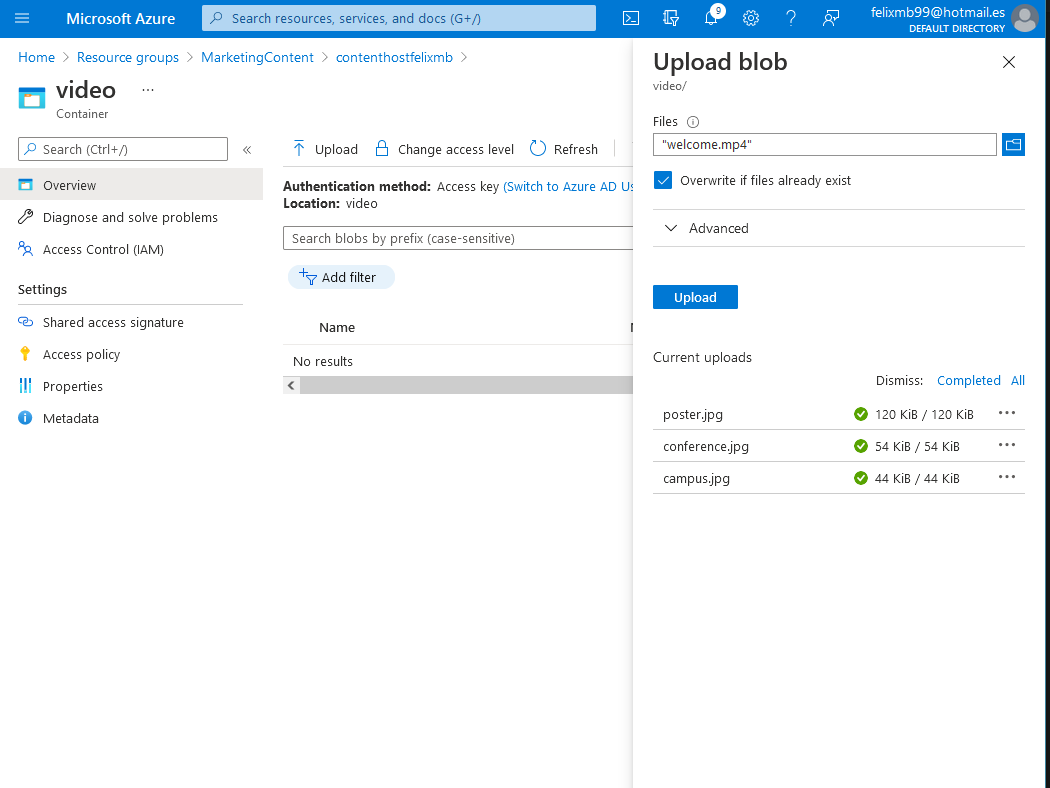 Microsoft Azure
Search resources, services, and docs (G+/)
9
felixmb99@hotmail.es
DEFAULT DIRECTORY
Home > Resource groups > MarketingContent > contenthostfelixmb >
video ...
Container
Search (Ctrl+/)
«
Overview
Diagnose and solve problems
Access Control (IAM)
Settings
Shared access signature
Access policy
Properties
Metadata
Upload
Change access level
Refresh
Authentication method: Access key (Switch to Azure AD Us
Location: video
Search blobs by prefix (case-sensitive)
Add filter
Name
No results
Upload blob
video/
Files
"welcome.mp4"
Overwrite if files already exist
Advanced
Upload
Current uploads
Dismiss: Completed All
poster.jpg 120 KiB / 120 KiB ...
conference.jpg 54 KiB / 54 KiB ...
campus.jpg 44 KiB / 44 KiB ...